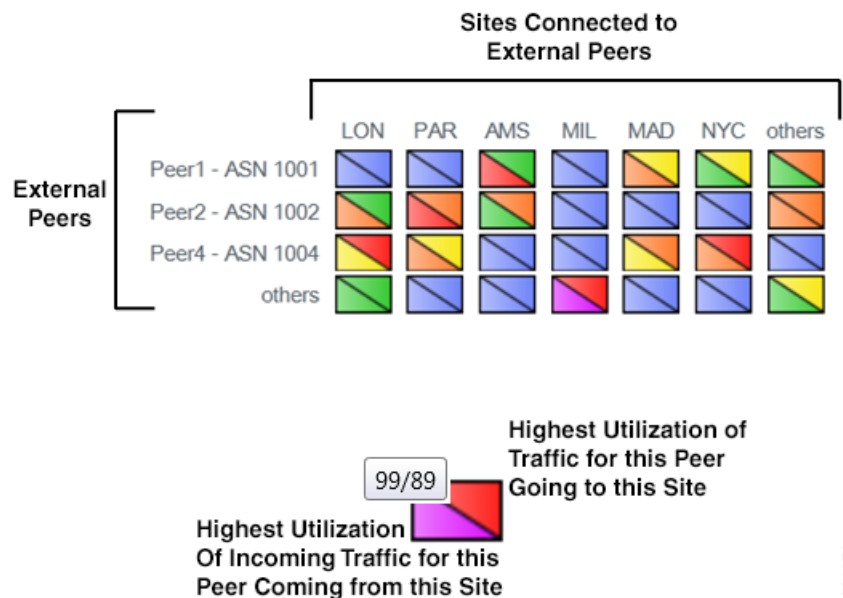 Sites Connected to
External Peers
LON PAR AMS MIL MAD NYC others
External
Peers
Peer1 - ASN 1001
Peer2 - ASN 1002
Peer4 - ASN 1004
others
Highest Utilization of
Traffic for this Peer
Going to this Site
99/89
Highest Utilization
Of Incoming Traffic for this
Peer Coming from this Site